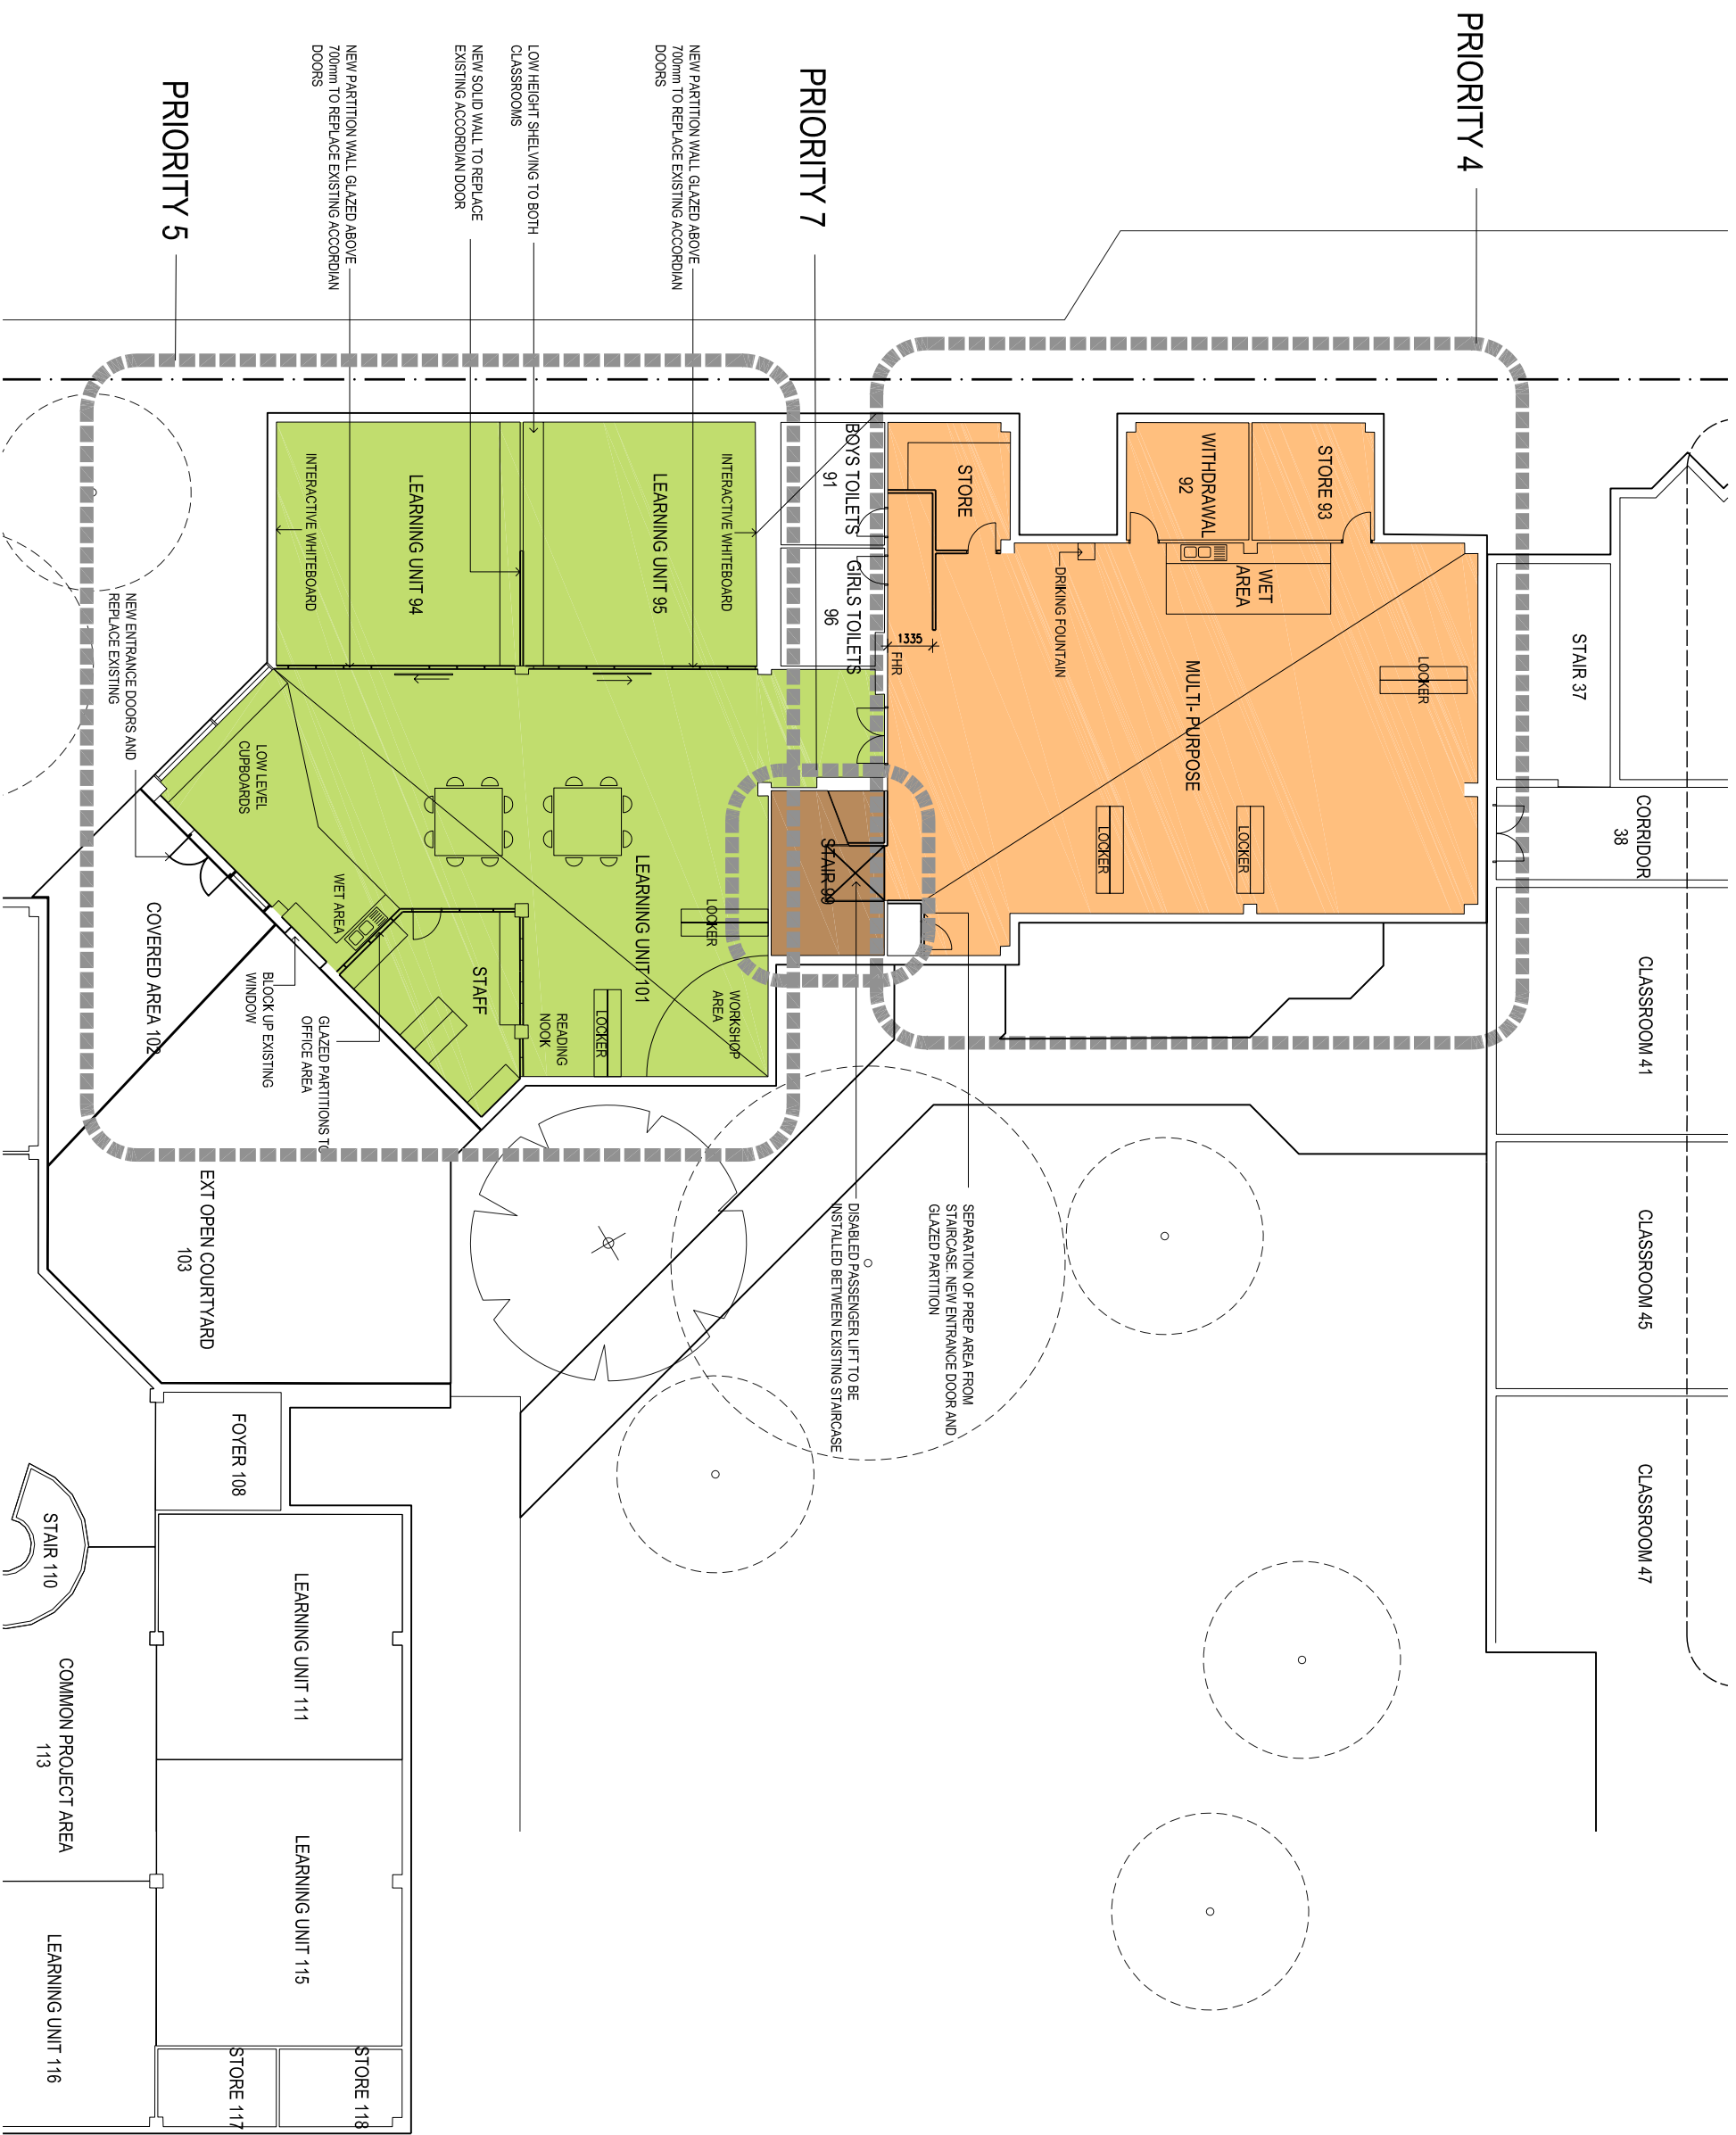 PRIORITY 4
PRIORITY 7
PRIORITY 5
NEW PARTITION WALL GLAZED ABOVE
700mm TO REPLACE EXISTING ACCORDIAN
DOORS
LOW HEIGHT SHELVING TO BOTH
CLASSROOMS
NEW SOLID WALL TO REPLACE
EXISTING ACCORDIAN DOOR
NEW PARTITION WALL GLAZED ABOVE
700mm TO REPLACE EXISTING ACCORDIAN
DOORS
STORE 93
WITHDRAWAL
92
STORE
BOYS TOILETS
91
GIRLS TOILETS
96
INTERACTIVE WHITEBOARD
LEARNING UNIT 95
LEARNING UNIT 94
INTERACTIVE WHITEBOARD
WET
AREA
DRIKING FOUNTAIN
1335
FHR
MULTI- PURPOSE
LOCKER
LOCKER
LOCKER
STAIR 37
CORRIDOR
38
CLASSROOM 41
CLASSROOM 45
CLASSROOM 47
STAIR 99
LEARNING UNIT 101
LOCKER
WORKSHOP
AREA
LOCKER
READING
NOOK
STAFF
WET AREA
LOW LEVEL
CUPBOARDS
NEW ENTRANCE DOORS AND
REPLACE EXISTING
COVERED AREA 102
BLOCK UP EXISTING
WINDOW
GLAZED PARTITIONS TO
OFFICE AREA
SEPARATION OF PREP AREA FROM
STAIRCASE. NEW ENTRANCE DOOR AND
GLAZED PARTITION
DISABLED PASSENGER LIFT TO BE
INSTALLED BETWEEN EXISTING STAIRCASE
EXT OPEN COURTYARD
103
FOYER 108
STAIR 110
LEARNING UNIT 111
COMMON PROJECT AREA
113
LEARNING UNIT 115
LEARNING UNIT 116
STORE 118
STORE 117